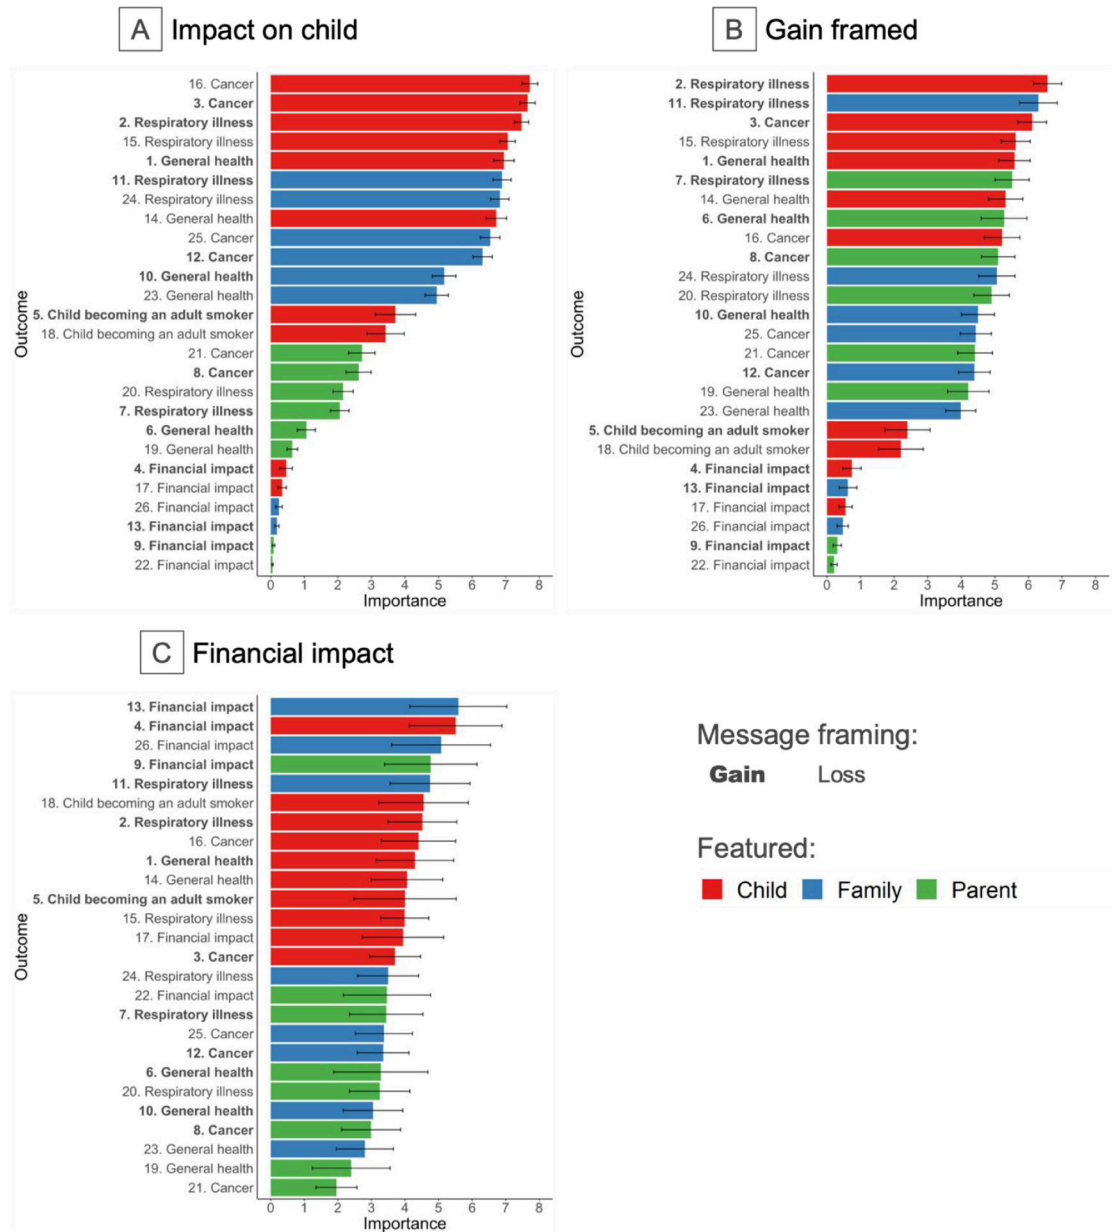 A Impact on child
Outcome
16. Cancer
3. Cancer
2. Respiratory illness
15. Respiratory illness
1. General health
11. Respiratory illness
24. Respiratory illness
14. General health
25. Cancer
12. Cancer
10. General health
23. General health
5. Child becoming an adult smoker
18. Child becoming an adult smoker
21. Cancer
8. Cancer
20. Respiratory illness
7. Respiratory illness
6. General health
19. General health
4. Financial impact
17. Financial impact
26. Financial impact
13. Financial impact
9. Financial impact
22. Financial impact
0 1 2 3 4 5 6 7 8
Importance
B Gain framed
Outcome
2. Respiratory illness
11. Respiratory illness
3. Cancer
15. Respiratory illness
1. General health
7. Respiratory illness
14. General health
6. General health
16. Cancer
8. Cancer
24. Respiratory illness
20. Respiratory illness
10. General health
25. Cancer
21. Cancer
12. Cancer
19. General health
23. General health
5. Child becoming an adult smoker
18. Child becoming an adult smoker
4. Financial impact
13. Financial impact
17. Financial impact
26. Financial impact
9. Financial impact
22. Financial impact
0 1 2 3 4 5 6 7 8
Importance
C Financial impact
Outcome
13. Financial impact
4. Financial impact
26. Financial impact
9. Financial impact
11. Respiratory illness
18. Child becoming an adult smoker
2. Respiratory illness
16. Cancer
1. General health
14. General health
5. Child becoming an adult smoker
15. Respiratory illness
17. Financial impact
3. Cancer
24. Respiratory illness
22. Financial impact
7. Respiratory illness
25. Cancer
12. Cancer
6. General health
20. Respiratory illness
10. General health
8. Cancer
23. General health
19. General health
21. Cancer
0 1 2 3 4 5 6 7 8
Importance
Message framing:
Gain Loss
Featured:
Child Family Parent